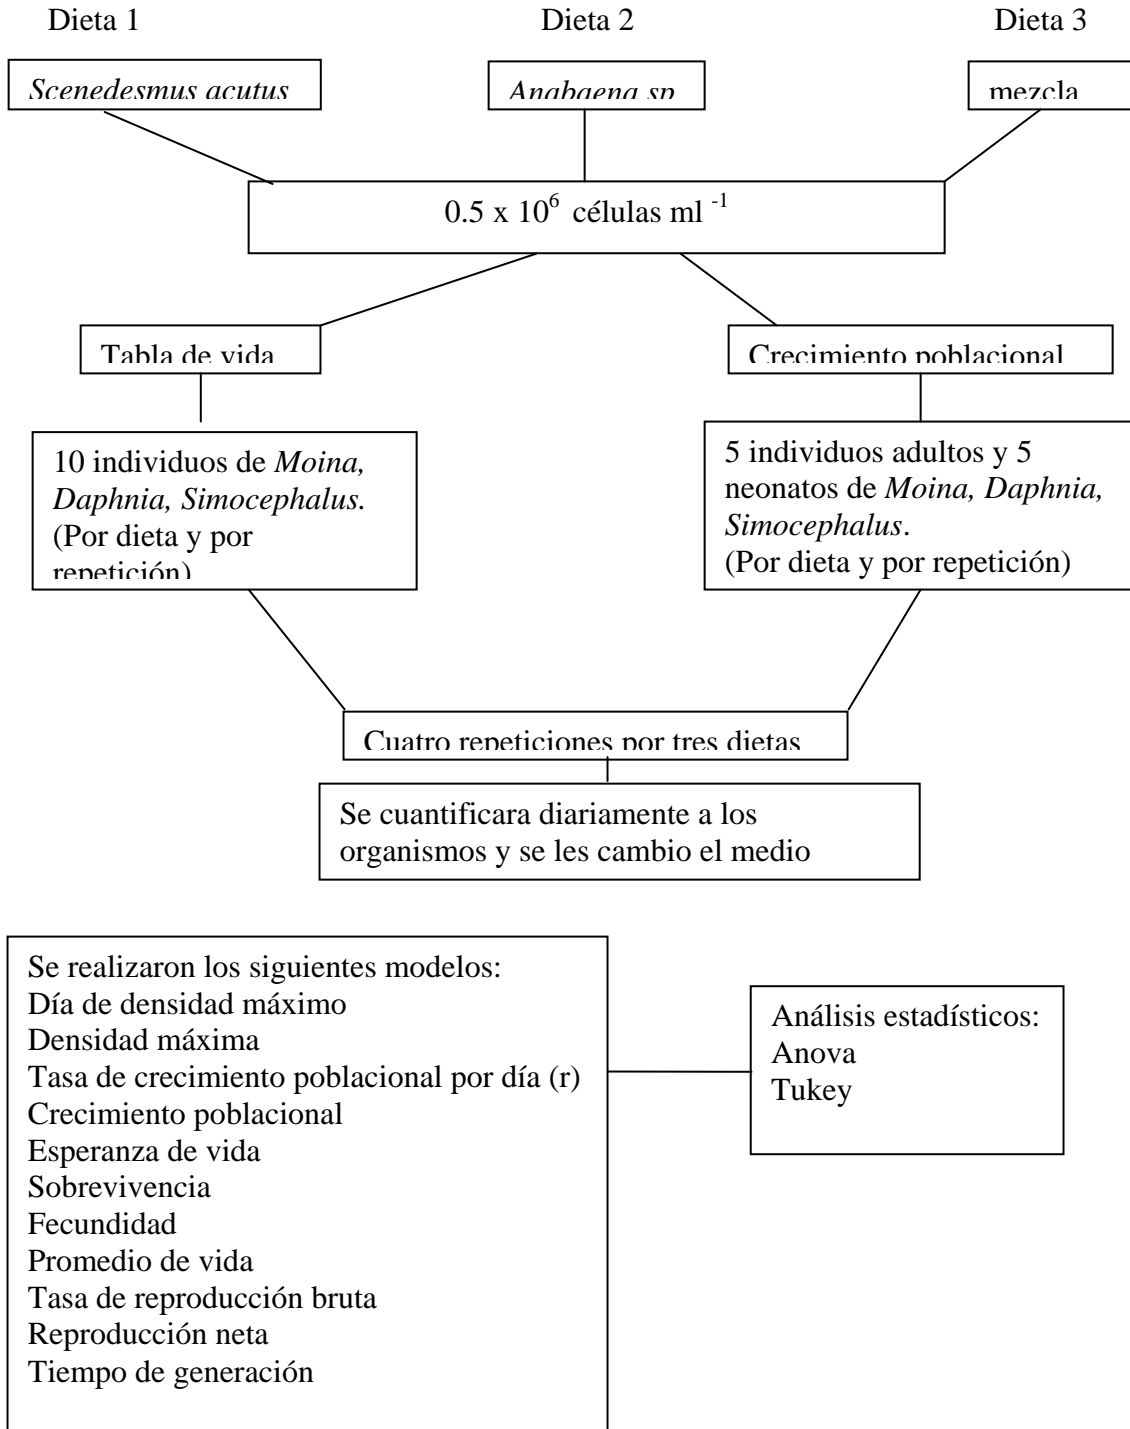 Dieta 1 Dieta 2 Dieta 3
Scenedesmus acutus Anabaena sp mezcla
0.5 x 10⁶ células ml ⁻¹
Tabla de vida Crecimiento poblacional
10 individuos de Moina,
Daphnia, Simocephalus.
(Por dieta y por
repetición)
5 individuos adultos y 5
neonatos de Moina, Daphnia,
Simocephalus.
(Por dieta y por repetición)
Cuatro repeticiones por tres dietas
Se cuantificara diariamente a los
organismos y se les cambio el medio
Se realizaron los siguientes modelos:
Día de densidad máximo
Densidad máxima
Tasa de crecimiento poblacional por día (r)
Crecimiento poblacional
Esperanza de vida
Sobrevivencia
Fecundidad
Promedio de vida
Tasa de reproducción bruta
Reproducción neta
Tiempo de generación
Análisis estadísticos:
Anova
Tukey